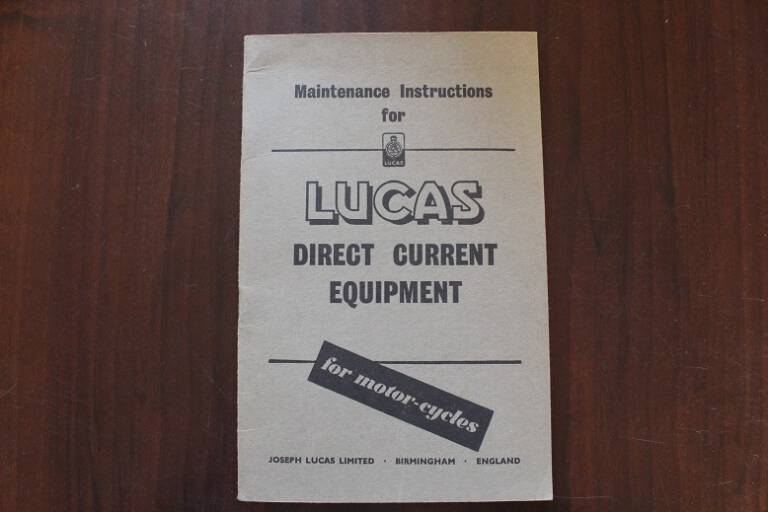 Maintenance Instructions
for
LUCAS
LUCAS
DIRECT CURRENT
EQUIPMENT
for motor-cycles
JOSEPH LUCAS LIMITED · BIRMINGHAM · ENGLAND